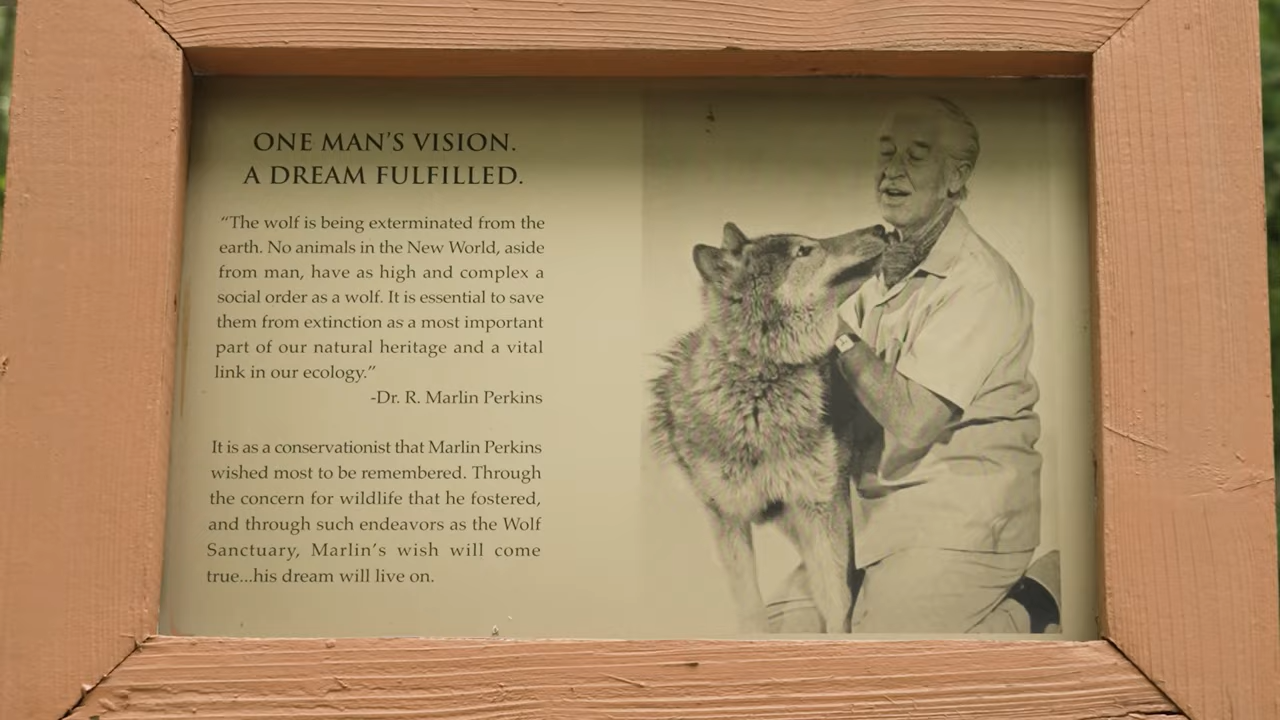 ONE MAN'S VISION.
A DREAM FULFILLED.
“The wolf is being exterminated from the
earth. No animals in the New World, aside
from man, have as high and complex a
social order as a wolf. It is essential to save
them from extinction as a most important
part of our natural heritage and a vital
link in our ecology.”
-Dr. R. Marlin Perkins
It is as a conservationist that Marlin Perkins
wished most to be remembered. Through
the concern for wildlife that he fostered,
and through such endeavors as the Wolf
Sanctuary, Marlin's wish will come
true...his dream will live on.